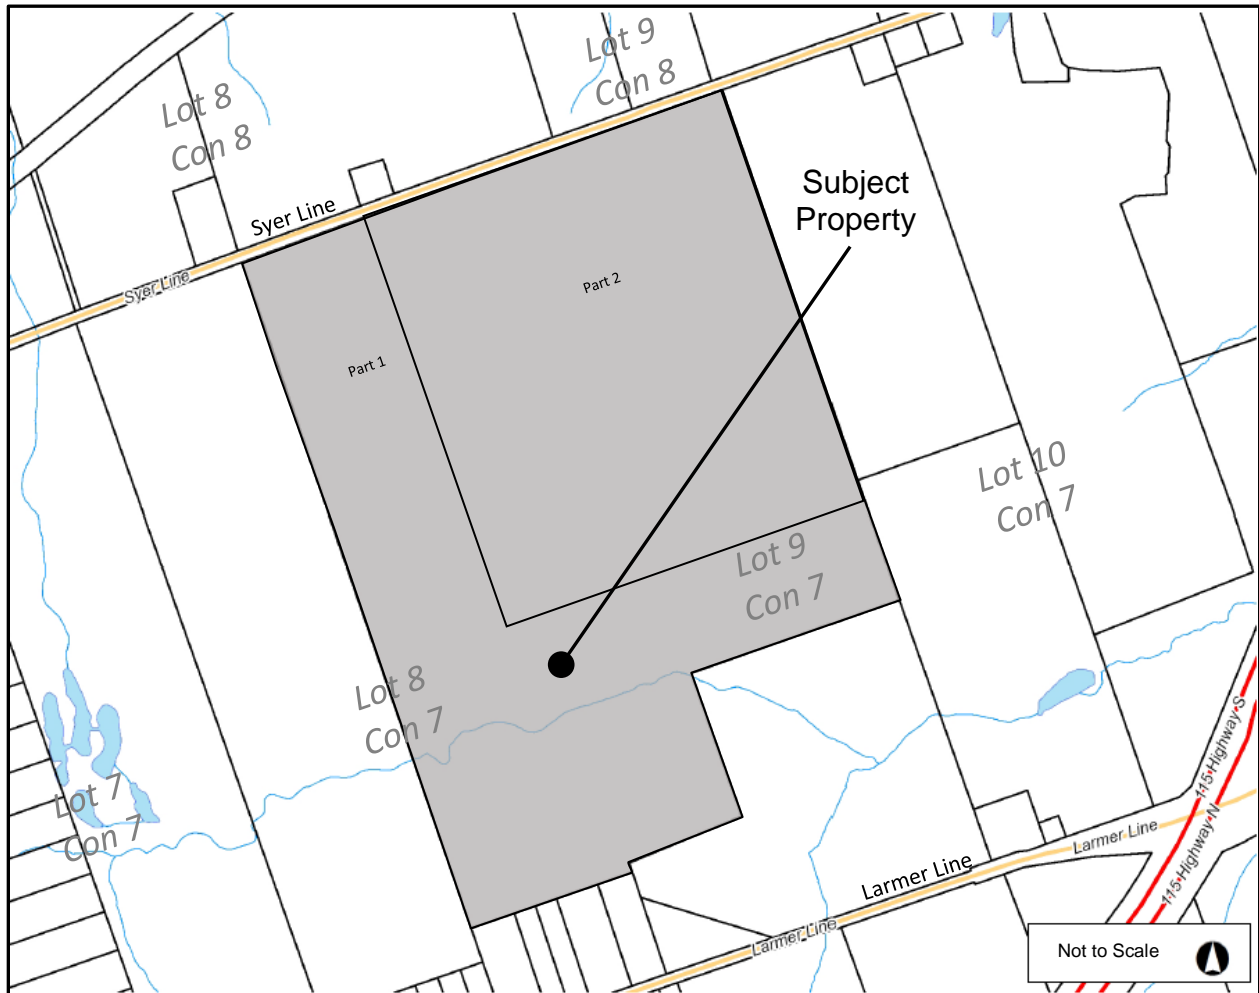 Lot 9
Con 8
Lot 8
Con 8
Subject
Property
Syer Line
Syer Line
Part 2
Part 1
Lot 10
Con 7
Lot 9
Con 7
Lot 8
Con 7
Lot 7
Con 7
115 Highway S
115 Highway N
Larmer Line
Larmer Line
Larmer Line
Not to Scale